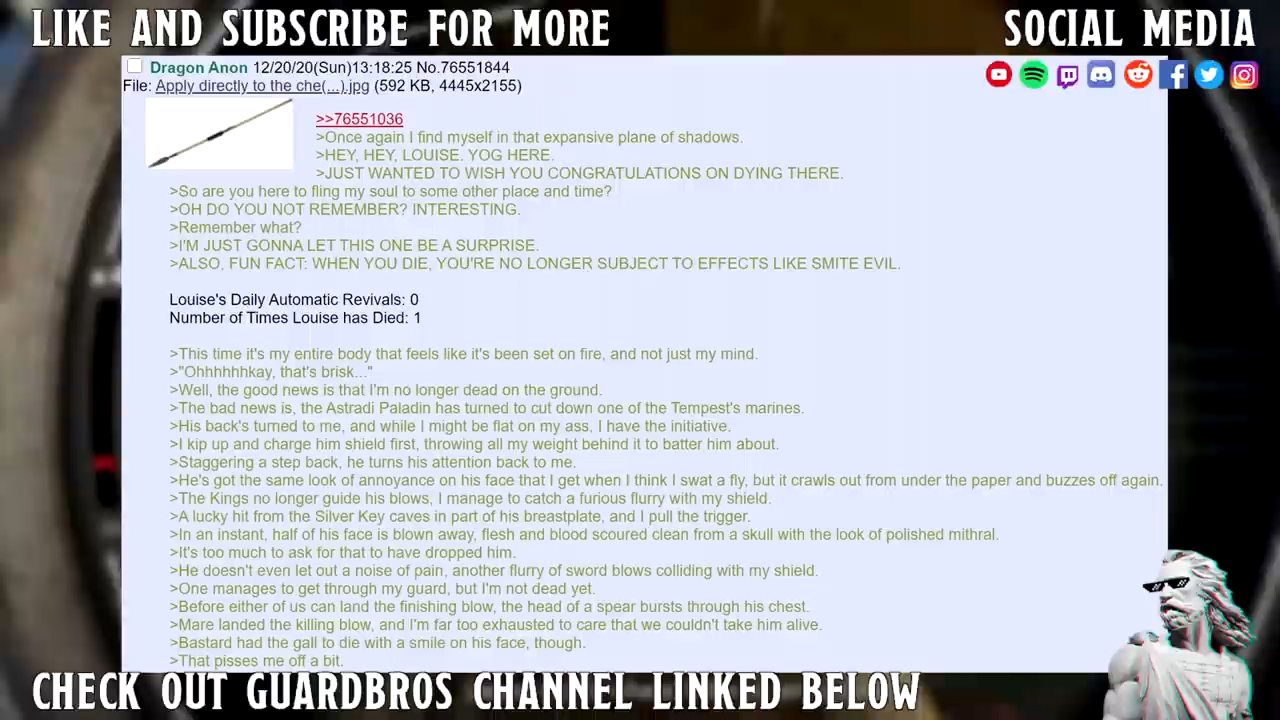 LIKE AND SUBSCRIBE FOR MORE
SOCIAL MEDIA
Dragon Anon 12/20/20(Sun)13:18:25 No.76551844
File: Apply directly to the che(...).jpg (592 KB, 4445x2155)
>>76551036
>Once again I find myself in that expansive plane of shadows.
>HEY, HEY, LOUISE. YOG HERE.
>JUST WANTED TO WISH YOU CONGRATULATIONS ON DYING THERE.
>So are you here to fling my soul to some other place and time?
>OH DO YOU NOT REMEMBER? INTERESTING.
>Remember what?
>I'M JUST GONNA LET THIS ONE BE A SURPRISE.
>ALSO, FUN FACT: WHEN YOU DIE, YOU'RE NO LONGER SUBJECT TO EFFECTS LIKE SMITE EVIL.
Louise's Daily Automatic Revivals: 0
Number of Times Louise has Died: 1
>This time it's my entire body that feels like it's been set on fire, and not just my mind.
>"Ohhhhhhkay, that's brisk..."
>Well, the good news is that I'm no longer dead on the ground.
>The bad news is, the Astradi Paladin has turned to cut down one of the Tempest's marines.
>His back's turned to me, and while I might be flat on my ass, I have the initiative.
>I kip up and charge him shield first, throwing all my weight behind it to batter him about.
>Staggering a step back, he turns his attention back to me.
>He's got the same look of annoyance on his face that I get when I think I swat a fly, but it crawls out from under the paper and buzzes off again.
>The Kings no longer guide his blows, I manage to catch a furious flurry with my shield.
>A lucky hit from the Silver Key caves in part of his breastplate, and I pull the trigger.
>In an instant, half of his face is blown away, flesh and blood scoured clean from a skull with the look of polished mithral.
>It's too much to ask for that to have dropped him.
>He doesn't even let out a noise of pain, another flurry of sword blows colliding with my shield.
>One manages to get through my guard, but I'm not dead yet.
>Before either of us can land the finishing blow, the head of a spear bursts through his chest.
>Mare landed the killing blow, and I'm far too exhausted to care that we couldn't take him alive.
>Bastard had the gall to die with a smile on his face, though.
>That pisses me off a bit.
CHECK OUT GUARDBROS CHANNEL LINKED BELOW